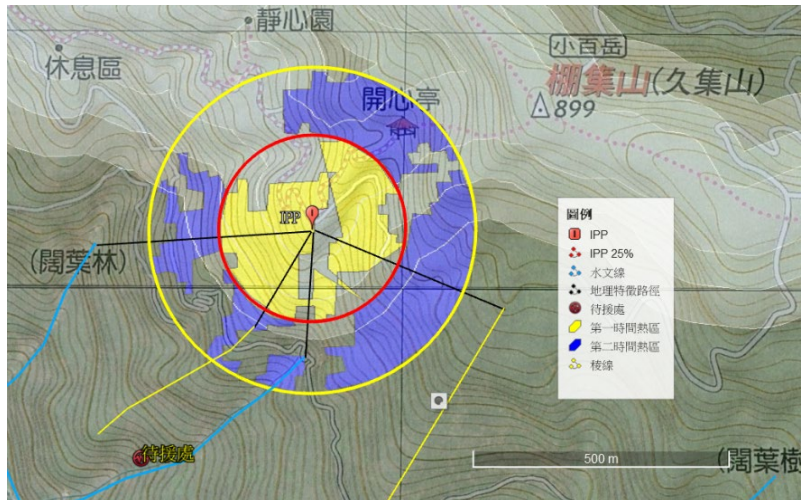 靜心園
休息區
小百岳
棚集山(久集山)
899
開心亭
IPP
(闊葉林)
圖例
IPP
IPP 25%
水文線
地理特徵路徑
待援處
第一時間熱區
第二時間熱區
稜線
待援處
500 m
(闊葉樹